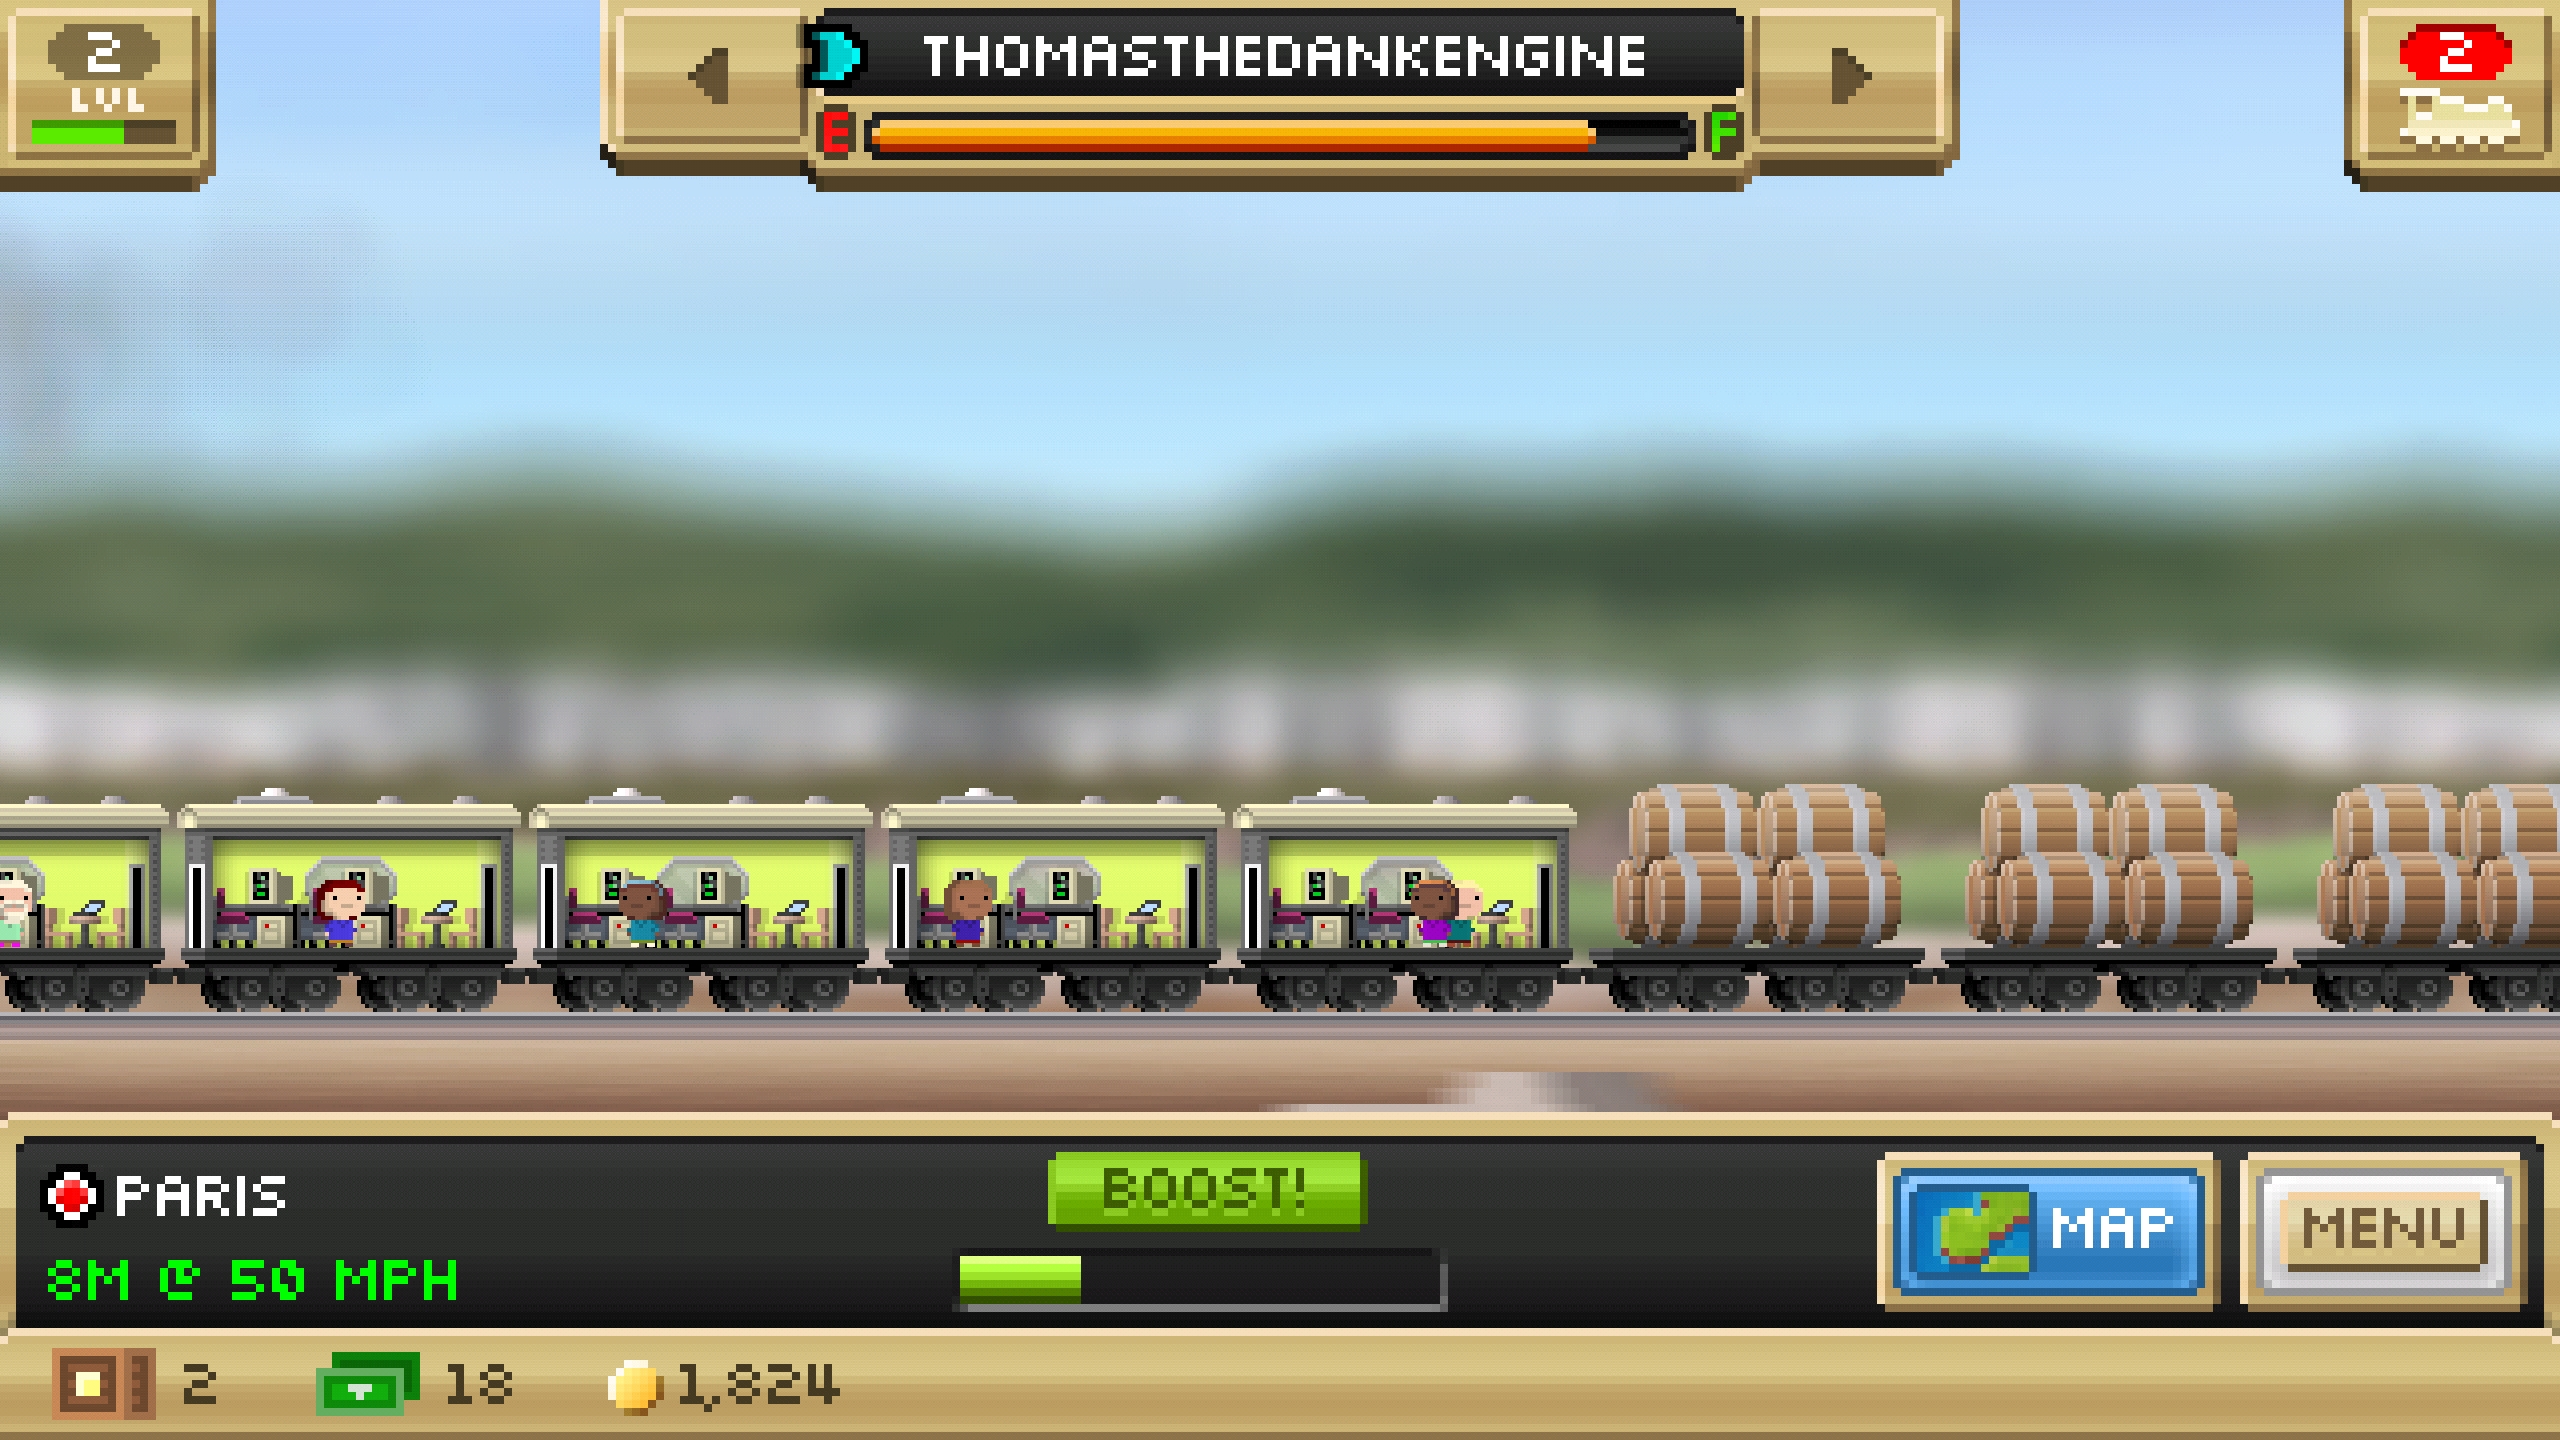 2
LVL
THOMASTHEDANKENGINE
E
F
2
PARIS
BOOST!
8M @ 50 MPH
MAP
MENU
2
18
1,824